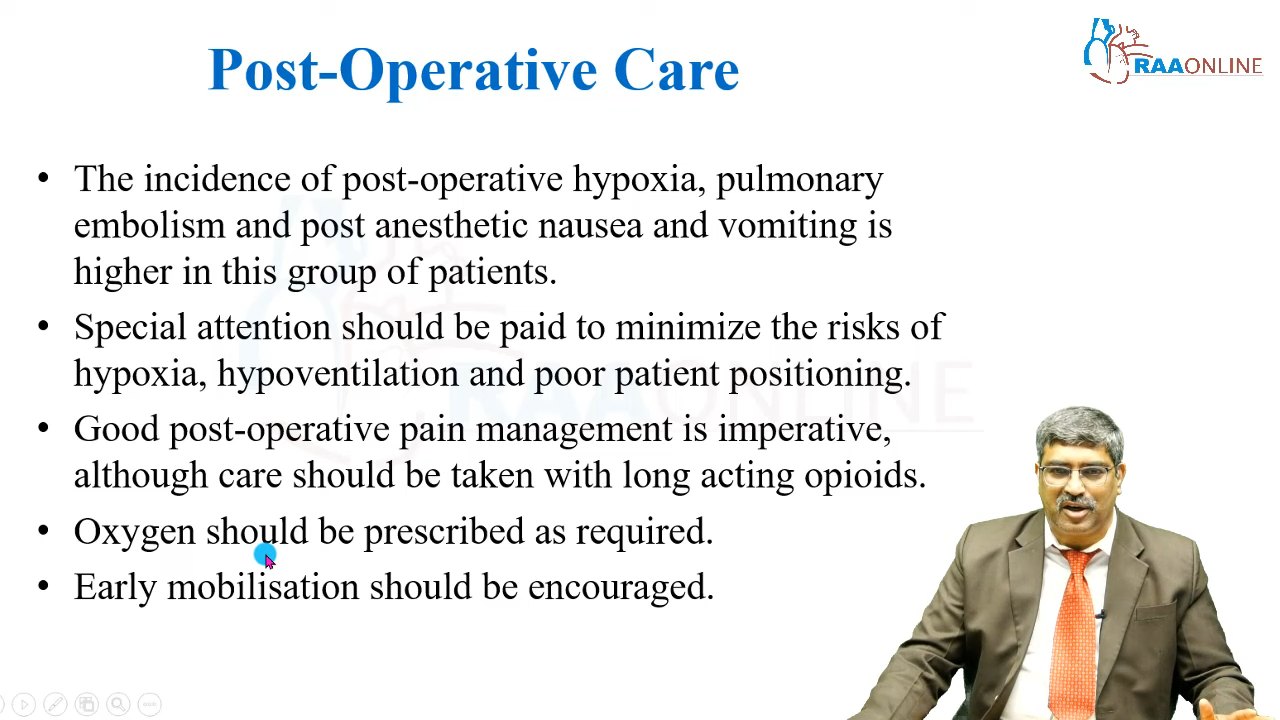 Post-Operative Care
RAAONLINE
• The incidence of post-operative hypoxia, pulmonary
embolism and post anesthetic nausea and vomiting is
higher in this group of patients.
• Special attention should be paid to minimize the risks of
hypoxia, hypoventilation and poor patient positioning.
• Good post-operative pain management is imperative,
although care should be taken with long acting opioids.
• Oxygen should be prescribed as required.
• Early mobilisation should be encouraged.
RAAONLINE